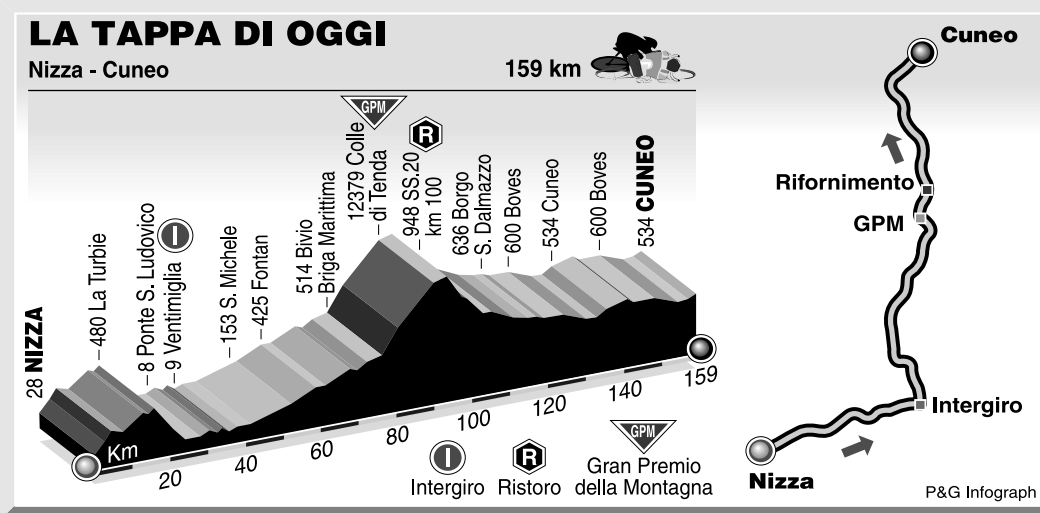 LA TAPPA DI OGGI
Nizza - Cuneo
159 km
28 NIZZA
480 La Turbie
8 Ponte S. Ludovico
9 Ventimiglia
I
153 S. Michele
425 Fontan
514 Bivio
Briga Marittima
12379 Colle
di Tenda
GPM
948 SS.20
km 100
R
636 Borgo
S. Dalmazzo
600 Boves
534 Cuneo
600 Boves
534 CUNEO
Km
20
40
60
80
100
120
140
159
I
Intergiro
R
Ristoro
GPM
Gran Premio
della Montagna
Cuneo
Rifornimento
GPM
Intergiro
Nizza
P&G Infograph